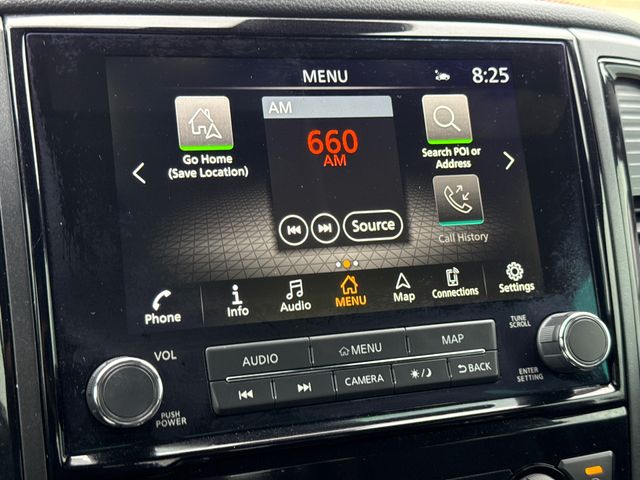 MENU
8:25
Go Home
(Save Location)
AM
660
AM
Source
Search POI or
Address
Call History
Phone
Info
Audio
MENU
Map
Connections
Settings
VOL
PUSH
POWER
AUDIO
MENU
MAP
CAMERA
BACK
TUNE
SCROLL
ENTER
SETTING